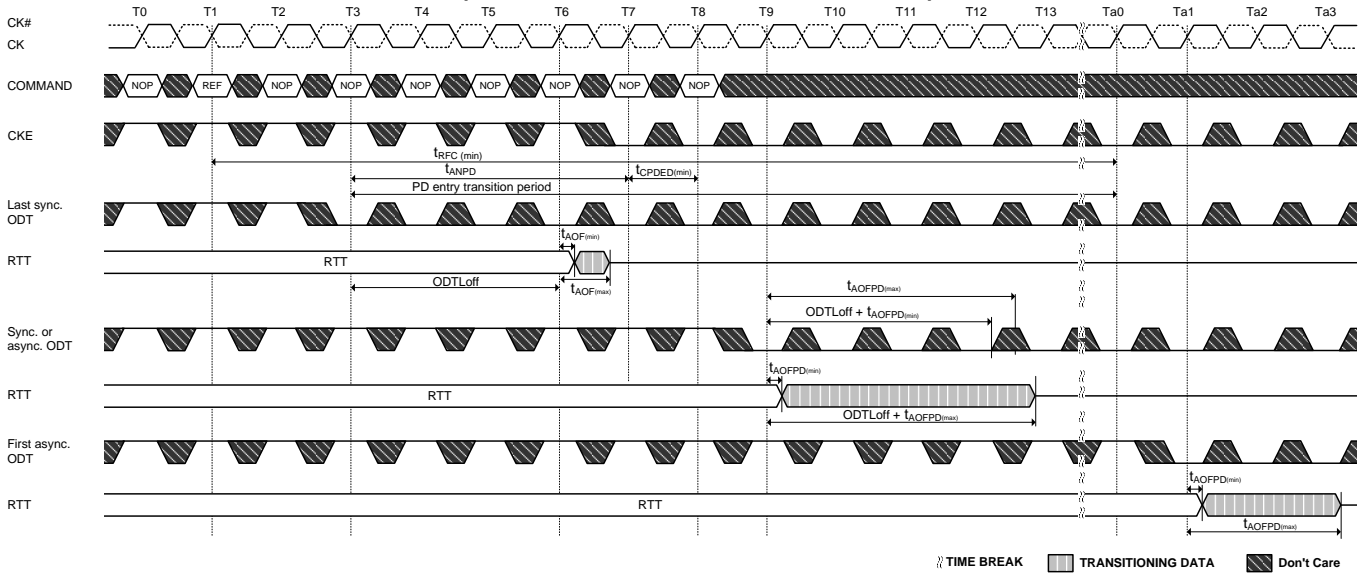 T0 T1 T2 T3 T4 T5 T6 T7 T8 T9 T10 T11 T12 T13 Ta0 Ta1 Ta2 Ta3
CK#
CK
COMMAND NOP REF NOP NOP NOP NOP NOP NOP NOP
CKE
tRFC (min)
tANPD tCPDED(min)
PD entry transition period
Last sync.
ODT
tAOF(min)
RTT RTT
ODTLoff tAOF(max)
tAOFPD(max)
ODTLoff + tAOFPD(min)
Sync. or
async. ODT
tAOFPD(min)
RTT RTT
ODTLoff + tAOFPD(max)
First async.
ODT
tAOFPD(min)
RTT RTT
tAOFPD(max)
TIME BREAK TRANSITIONING DATA Don't Care